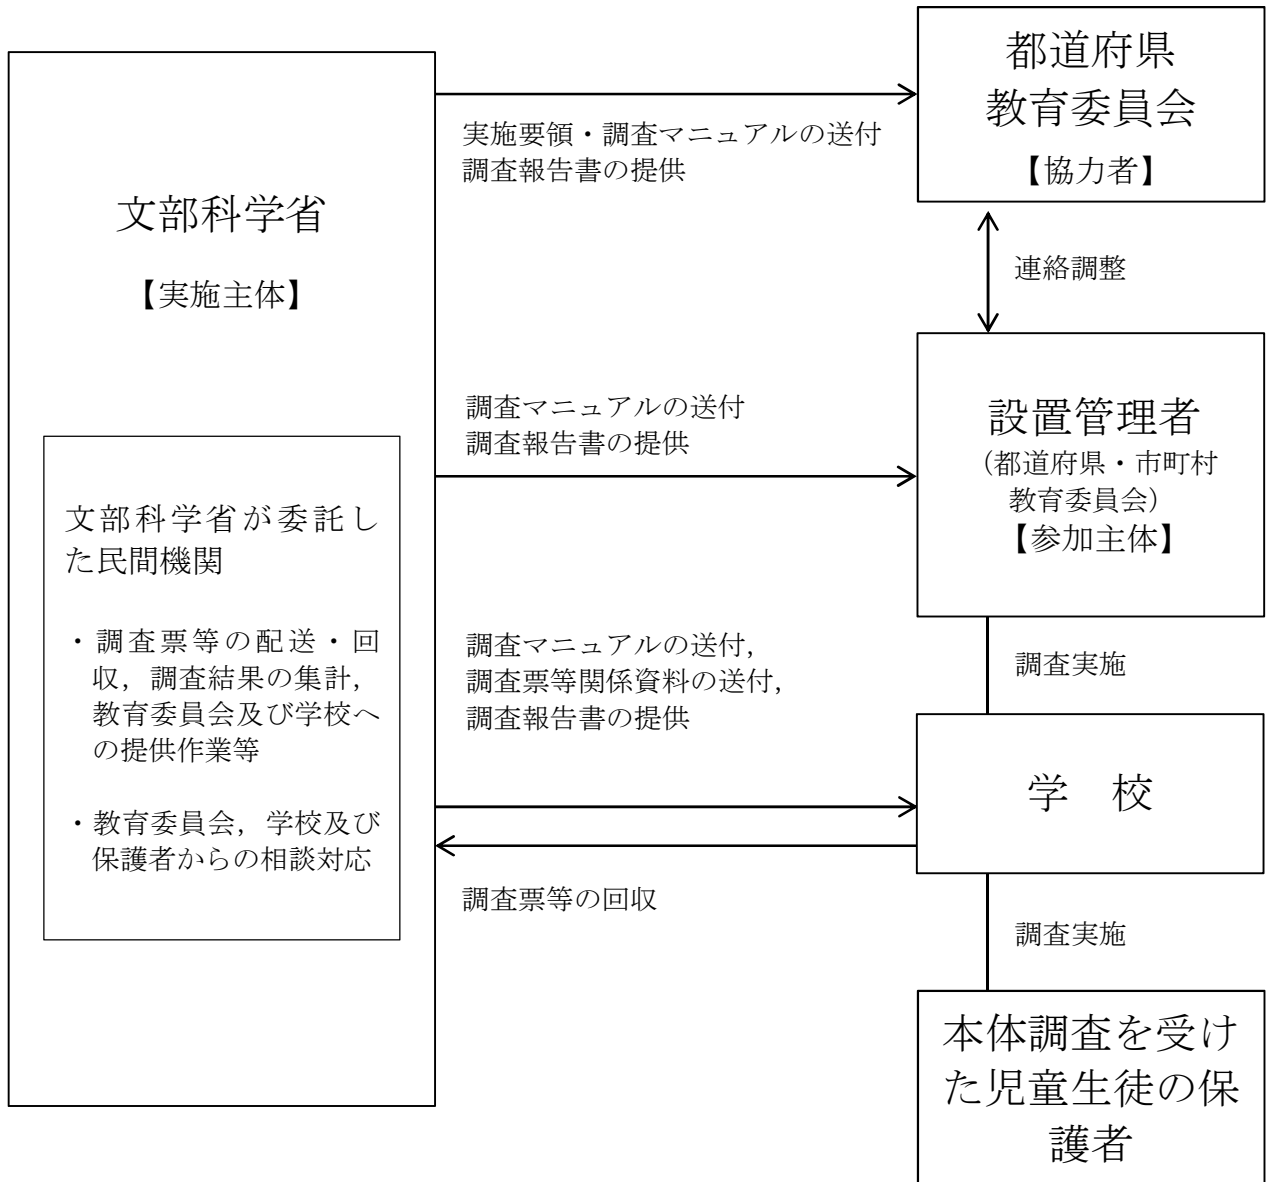 文部科学省
【実施主体】
文部科学省が委託し
た民間機関
・調査票等の配送・回
収，調査結果の集計，
教育委員会及び学校へ
の提供作業等
・教育委員会，学校及び
保護者からの相談対応
実施要領・調査マニュアルの送付
調査報告書の提供
調査マニュアルの送付
調査報告書の提供
調査マニュアルの送付，
調査票等関係資料の送付，
調査報告書の提供
調査票等の回収
都道府県
教育委員会
【協力者】
連絡調整
設置管理者
（都道府県・市町村
教育委員会）
【参加主体】
調査実施
学　校
調査実施
本体調査を受け
た児童生徒の保
護者